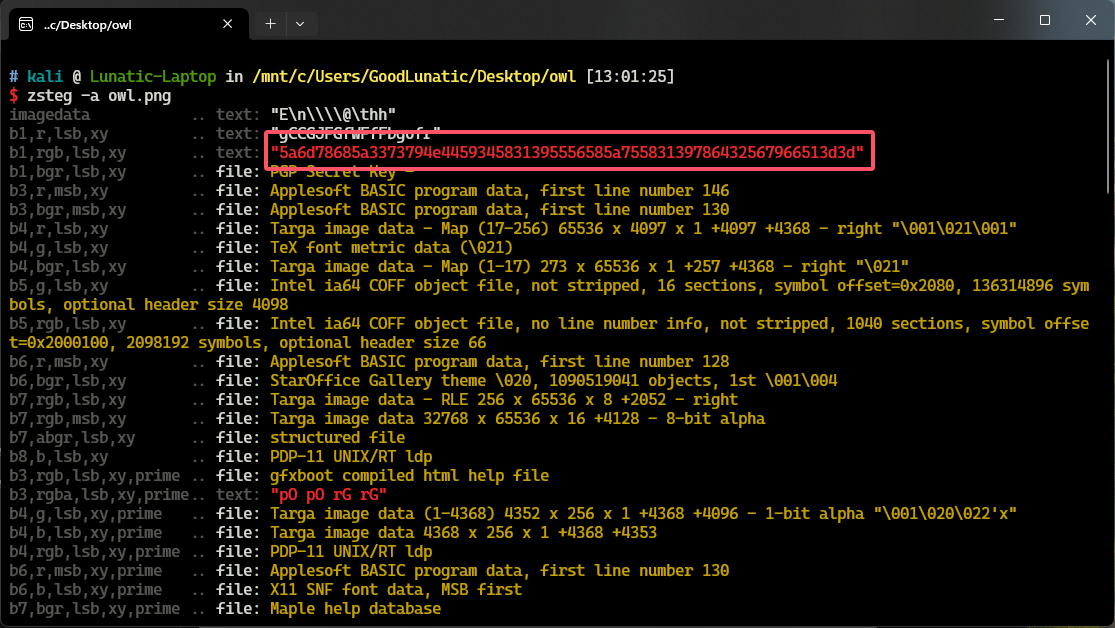 ..c/Desktop/owl
# kali @ Lunatic-Laptop in /mnt/c/Users/GoodLunatic/Desktop/owl [13:01:25]
$ zsteg -a owl.png
imagedata .. text: "E\n\\\\@\thh"
b1,r,lsb,xy .. text:
b1,rgb,lsb,xy .. text: "5a6d78685a3373794e4459345831395556585a75583139786432567966513d3d"
b1,bgr,lsb,xy .. file: PGP Secret Key -
b3,r,msb,xy .. file: Applesoft BASIC program data, first line number 146
b3,bgr,msb,xy .. file: Applesoft BASIC program data, first line number 130
b4,r,lsb,xy .. file: Targa image data - Map (17-256) 65536 x 4097 x 1 +4097 +4368 - right "\001\021\001"
b4,g,lsb,xy .. file: TeX font metric data (\021)
b4,bgr,lsb,xy .. file: Targa image data - Map (1-17) 273 x 65536 x 1 +257 +4368 - right "\021"
b5,g,lsb,xy .. file: Intel ia64 COFF object file, not stripped, 16 sections, symbol offset=0x2080, 136314896 sym
bols, optional header size 4098
b5,rgb,lsb,xy .. file: Intel ia64 COFF object file, no line number info, not stripped, 1040 sections, symbol offse
t=0x2000100, 2098192 symbols, optional header size 66
b6,r,msb,xy .. file: Applesoft BASIC program data, first line number 128
b6,bgr,lsb,xy .. file: StarOffice Gallery theme \020, 1090519041 objects, 1st \001\004
b7,rgb,lsb,xy .. file: Targa image data - RLE 256 x 65536 x 8 +2052 - right
b7,rgb,msb,xy .. file: Targa image data 32768 x 65536 x 16 +4128 - 8-bit alpha
b7,abgr,lsb,xy .. file: structured file
b8,b,lsb,xy .. file: PDP-11 UNIX/RT ldp
b3,rgb,lsb,xy,prime .. file: gfxboot compiled html help file
b3,rgba,lsb,xy,prime.. text: "pO pO rG rG"
b4,g,lsb,xy,prime .. file: Targa image data (1-4368) 4352 x 256 x 1 +4368 +4096 - 1-bit alpha "\001\020\022'x"
b4,b,lsb,xy,prime .. file: Targa image data 4368 x 256 x 1 +4368 +4353
b4,rgb,lsb,xy,prime .. file: PDP-11 UNIX/RT ldp
b6,r,msb,xy,prime .. file: Applesoft BASIC program data, first line number 130
b6,b,lsb,xy,prime .. file: X11 SNF font data, MSB first
b7,bgr,lsb,xy,prime .. file: Maple help database